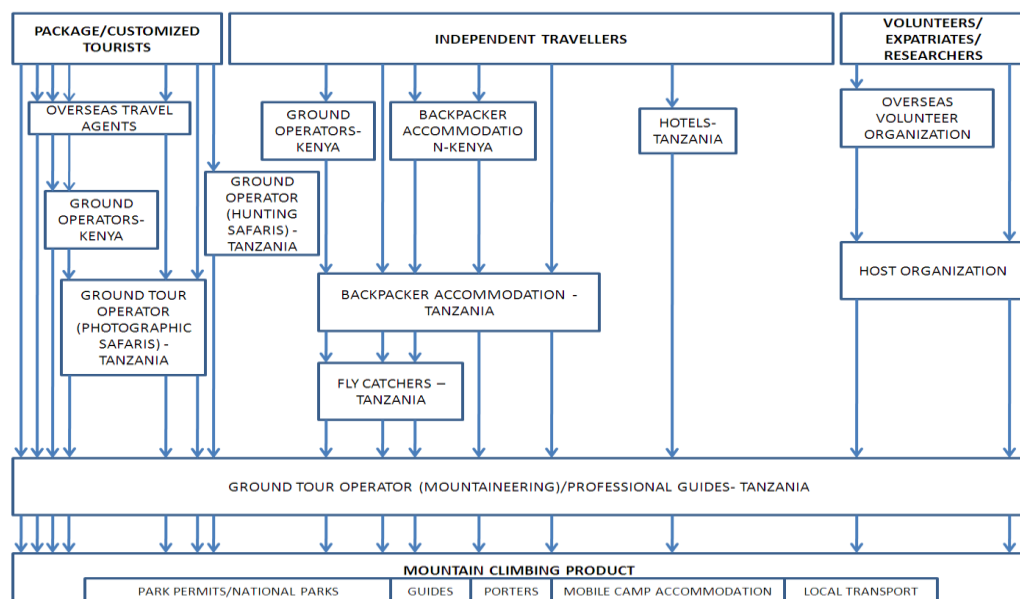 PACKAGE/CUSTOMIZED
TOURISTS
INDEPENDENT TRAVELLERS
VOLUNTEERS/
EXPATRIATES/
RESEARCHERS
OVERSEAS TRAVEL
AGENTS
GROUND
OPERATORS-
KENYA
BACKPACKER
ACCOMMODATIO
N-KENYA
HOTELS-
TANZANIA
OVERSEAS
VOLUNTEER
ORGANIZATION
GROUND
OPERATORS-
KENYA
GROUND
OPERATOR
(HUNTING
SAFARIS) -
TANZANIA
HOST ORGANIZATION
GROUND TOUR
OPERATOR
(PHOTOGRAPHIC
SAFARIS) -
TANZANIA
BACKPACKER ACCOMMODATION -
TANZANIA
FLY CATCHERS –
TANZANIA
GROUND TOUR OPERATOR (MOUNTAINEERING)/PROFESSIONAL GUIDES- TANZANIA
MOUNTAIN CLIMBING PRODUCT
PARK PERMITS/NATIONAL PARKS
GUIDES
PORTERS
MOBILE CAMP ACCOMMODATION
LOCAL TRANSPORT